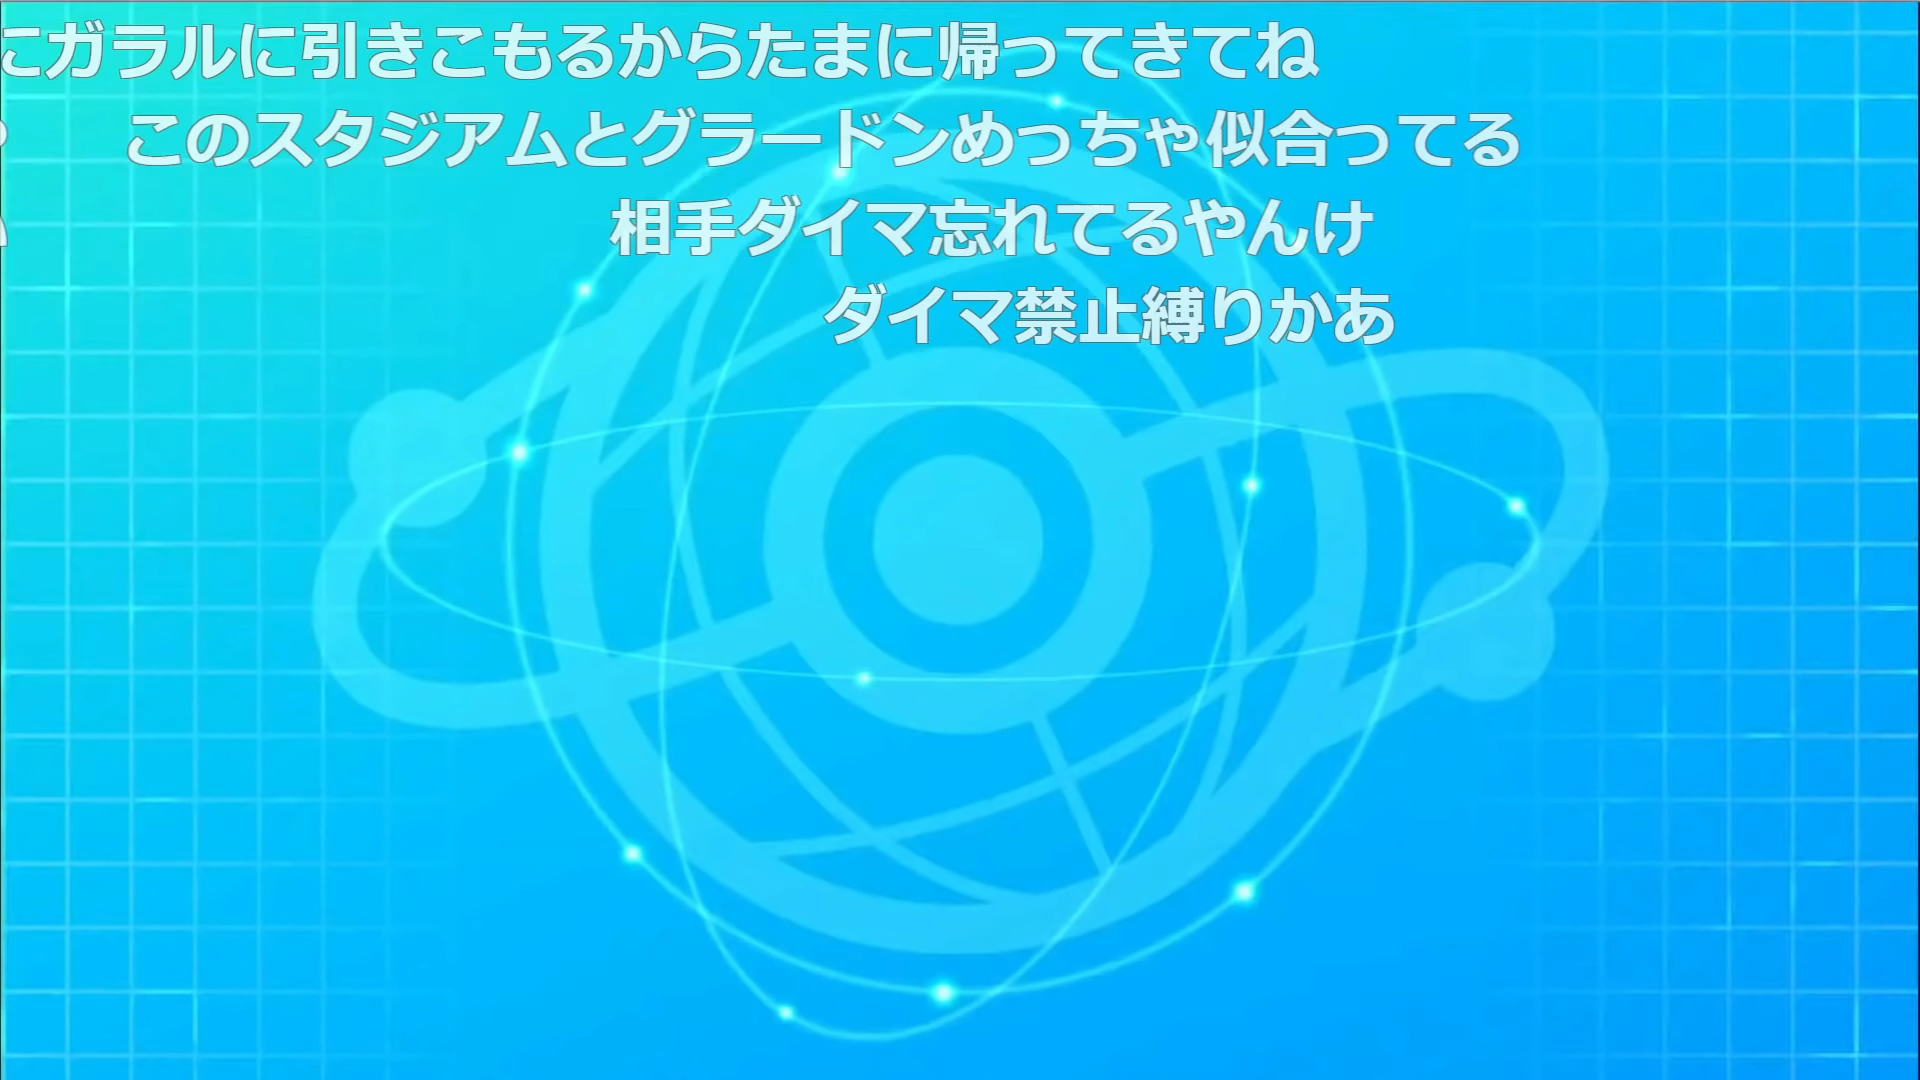 にガラルに引きこもるからたまに帰ってきてね
このスタジアムとグラードンめっちゃ似合ってる
相手ダイマ忘れてるやんけ
ダイマ禁止縛りかあ